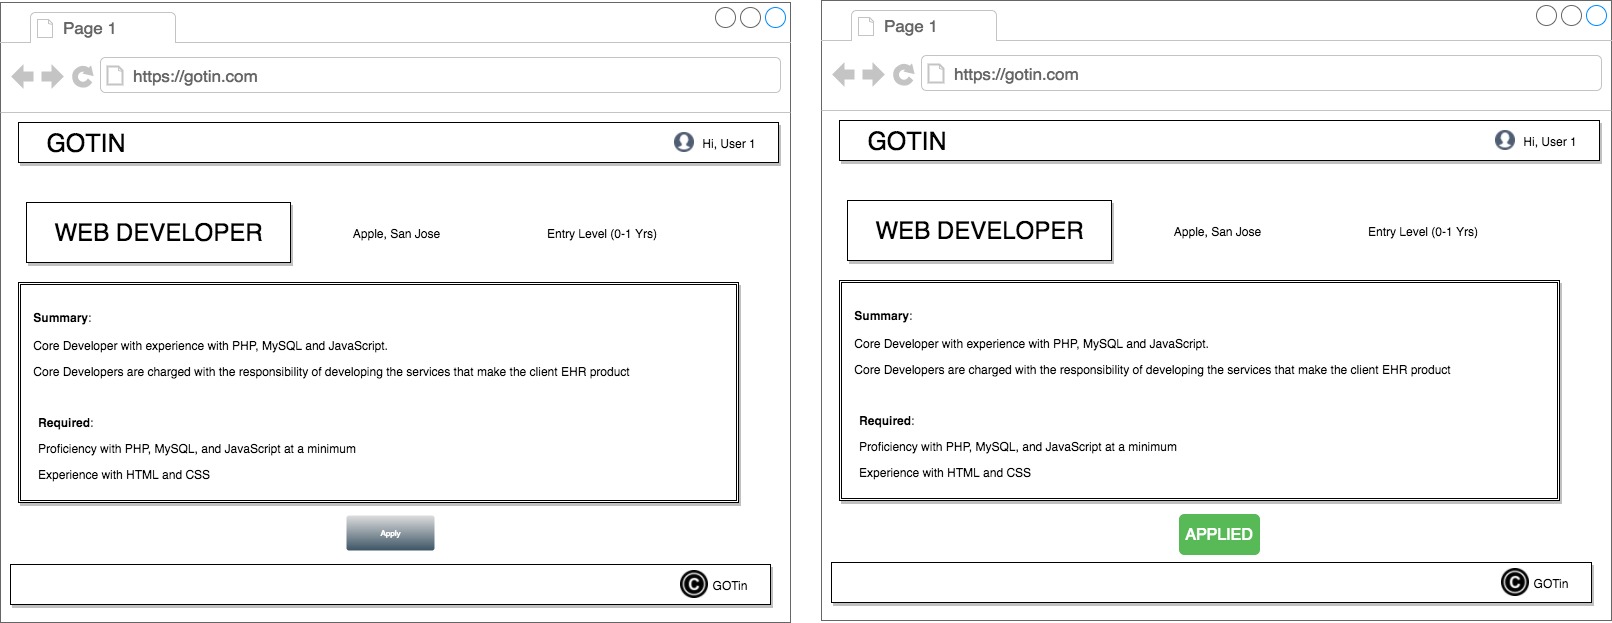 Page 1
https://gotin.com
GOTIN
Hi, User 1
WEB DEVELOPER
Apple, San Jose
Entry Level (0-1 Yrs)
Summary:
Core Developer with experience with PHP, MySQL and JavaScript.
Core Developers are charged with the responsibility of developing the services that make the client EHR product
Required:
Proficiency with PHP, MySQL, and JavaScript at a minimum
Experience with HTML and CSS
Apply
© GOTin
Page 1
https://gotin.com
GOTIN
Hi, User 1
WEB DEVELOPER
Apple, San Jose
Entry Level (0-1 Yrs)
Summary:
Core Developer with experience with PHP, MySQL and JavaScript.
Core Developers are charged with the responsibility of developing the services that make the client EHR product
Required:
Proficiency with PHP, MySQL, and JavaScript at a minimum
Experience with HTML and CSS
APPLIED
© GOTin